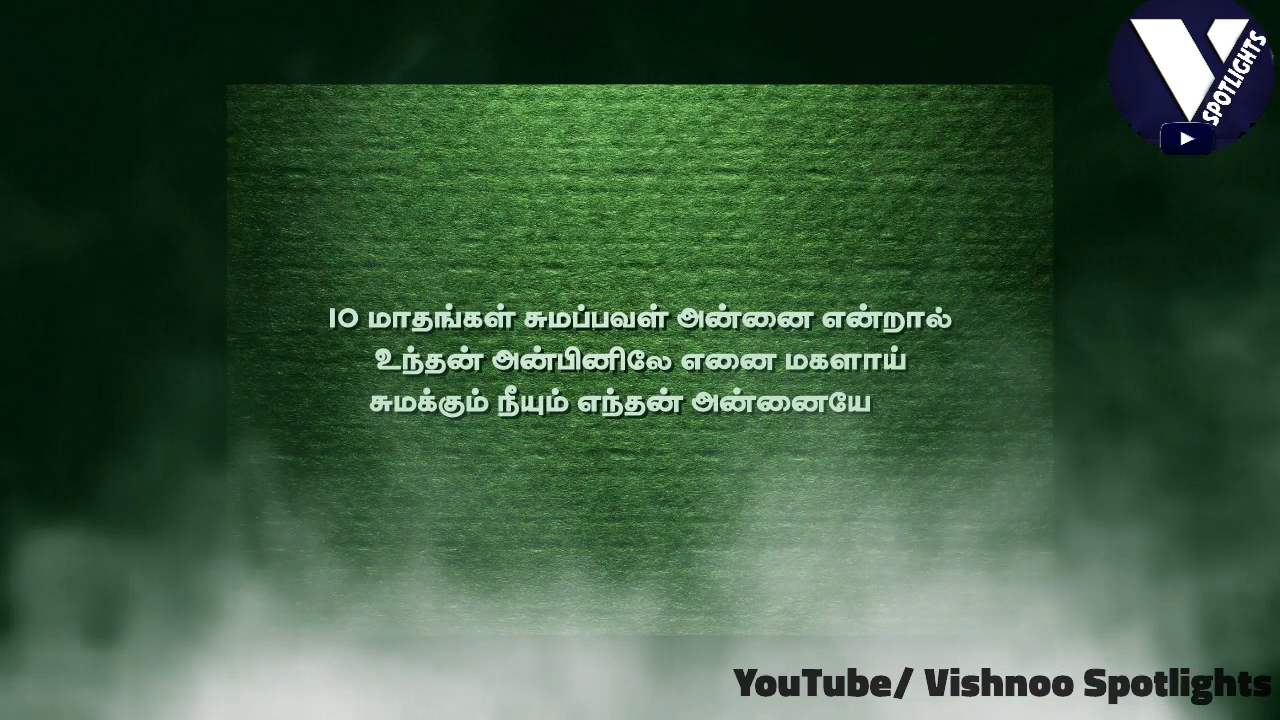 V
SPOTLIGHTS
10 மாதங்கள் சுமப்பவள் அன்னை என்றால்
உந்தன் அன்பினிலே எனை மகளாய்
சுமக்கும் நீயும் எந்தன் அன்னையே
YouTube/ Vishnoo Spotlights